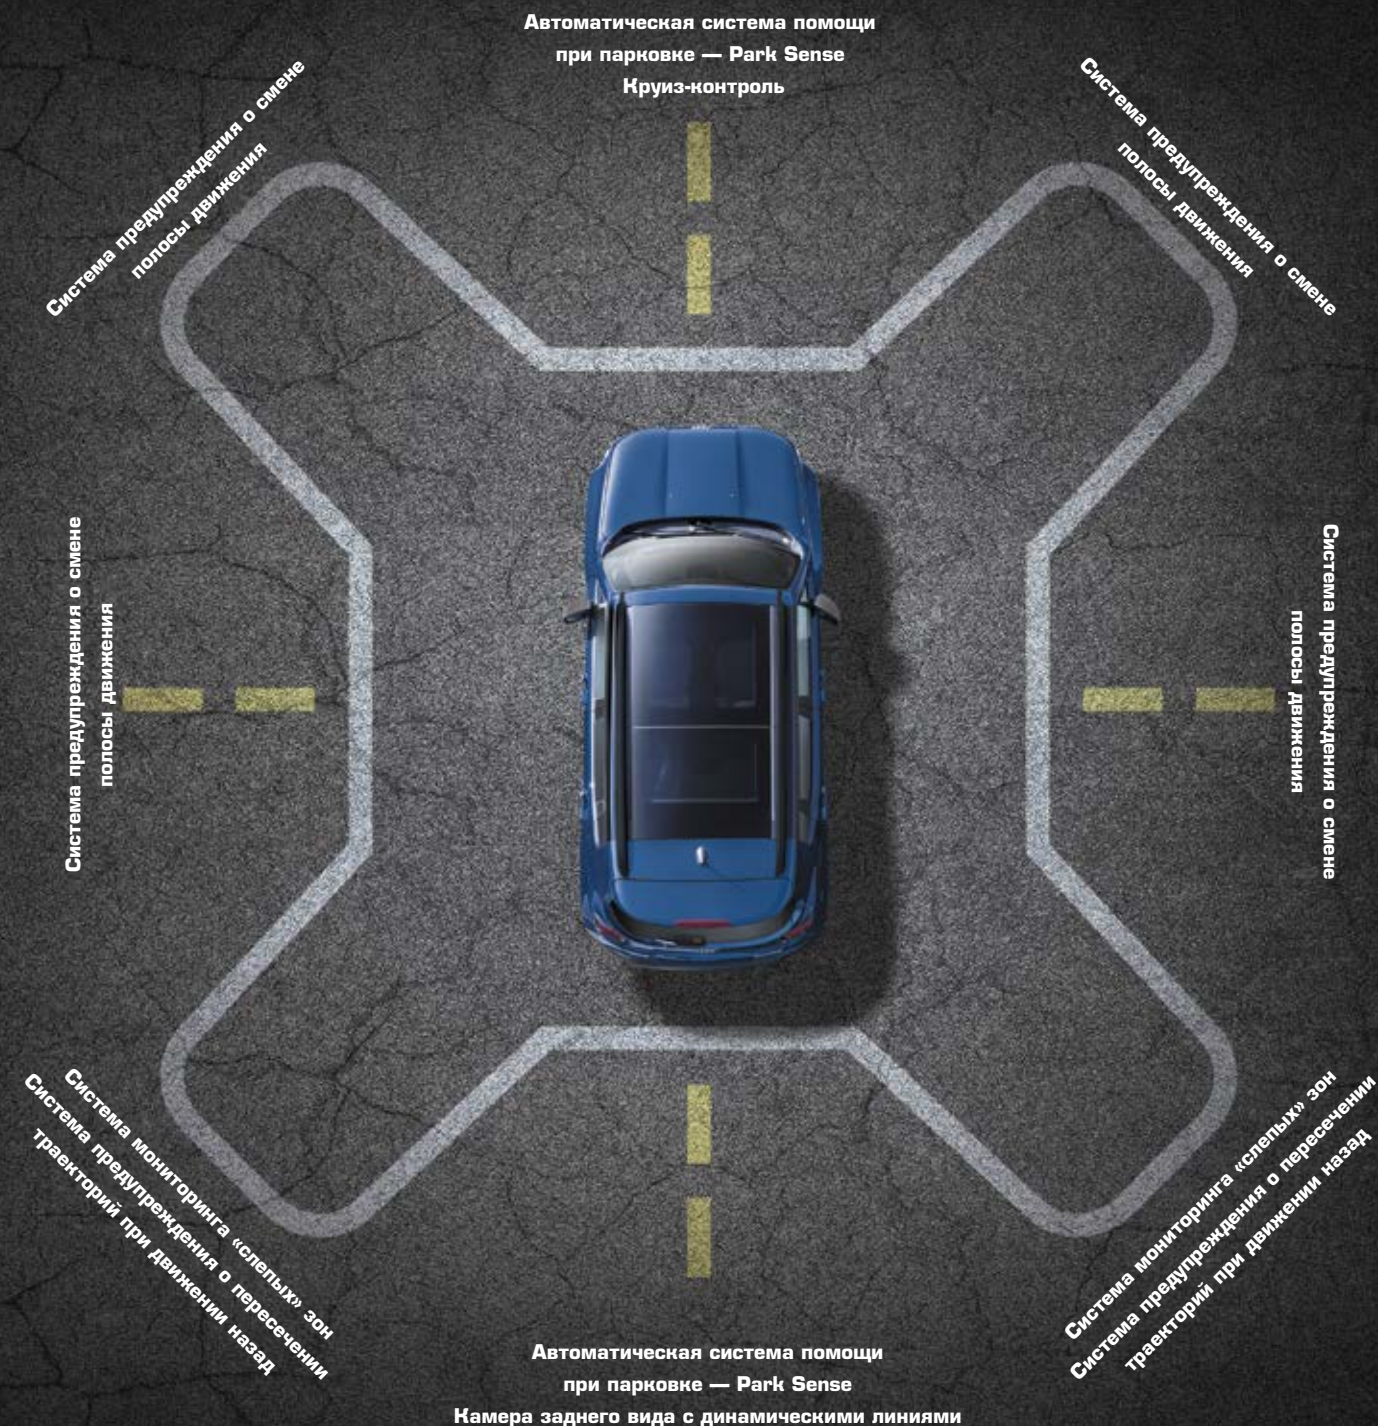 Автоматическая система помощи
при парковке — Park Sense
Круиз-контроль
Система предупреждения о смене
полосы движения
Система предупреждения о смене
полосы движения
Система предупреждения о смене
полосы движения
Система предупреждения о смене
полосы движения
Система мониторинга «слепых» зон
Система предупреждения о пересечении
траекторий при движении назад
Система мониторинга «слепых» зон
Система предупреждения о пересечении
траекторий при движении назад
Автоматическая система помощи
при парковке — Park Sense
Камера заднего вида с динамическими линиями